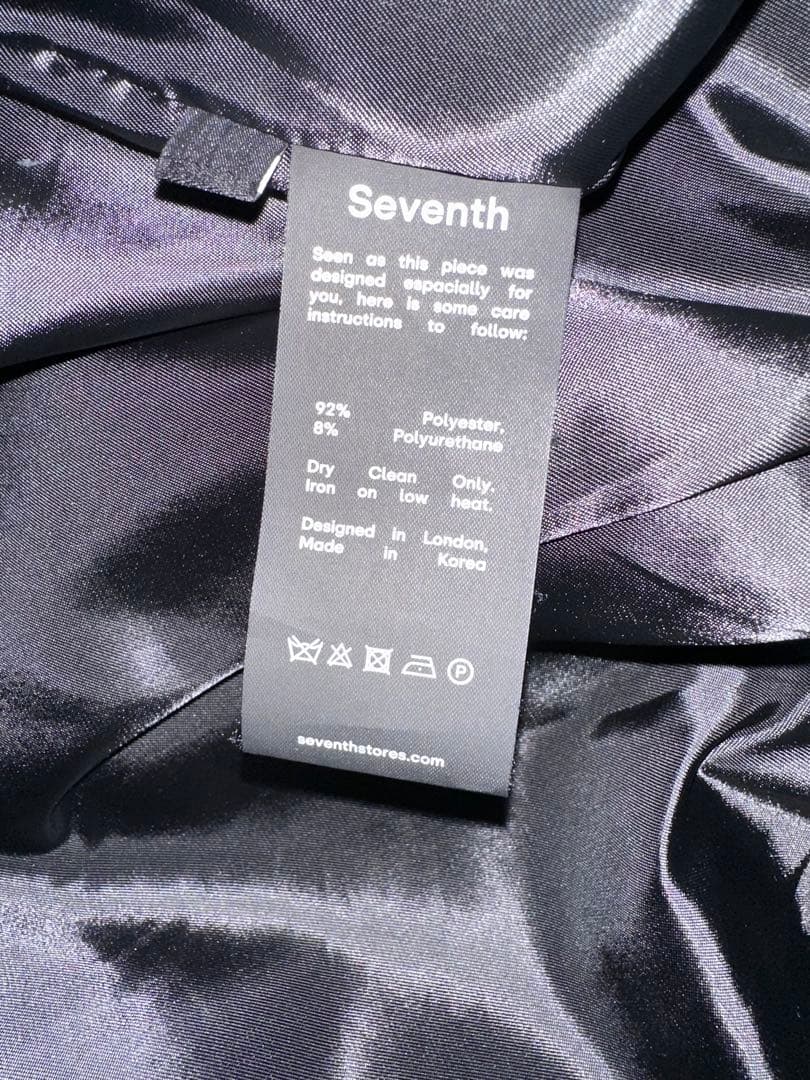 Seventh
Seen as this piece was
designed espacially for
you, here is some care
instructions to follow:
92% Polyester,
8% Polyurethane
Dry Clean Only.
Iron on low heat.
Designed in London,
Made in Korea
P
seventhstores.com